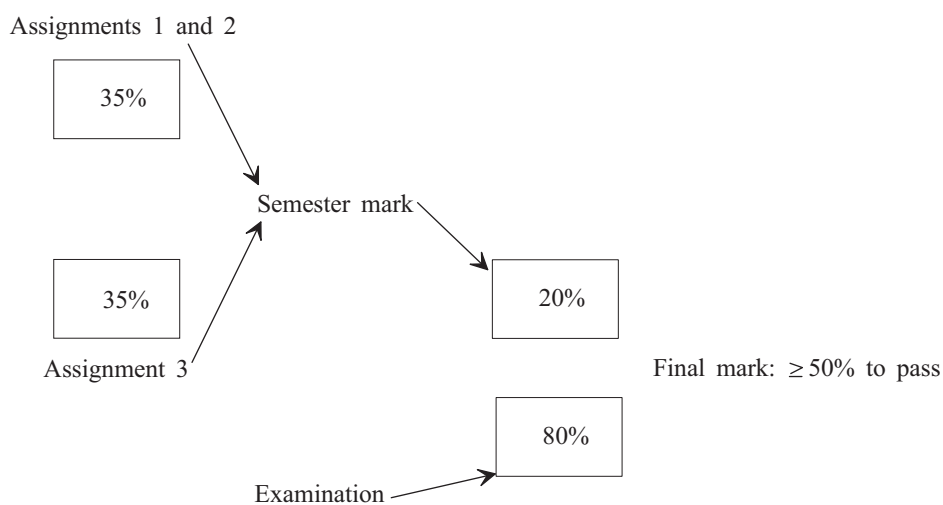 Assignments 1 and 2
35%
Semester mark
35%
20%
Assignment 3
Final mark: ≥50% to pass
80%
Examination